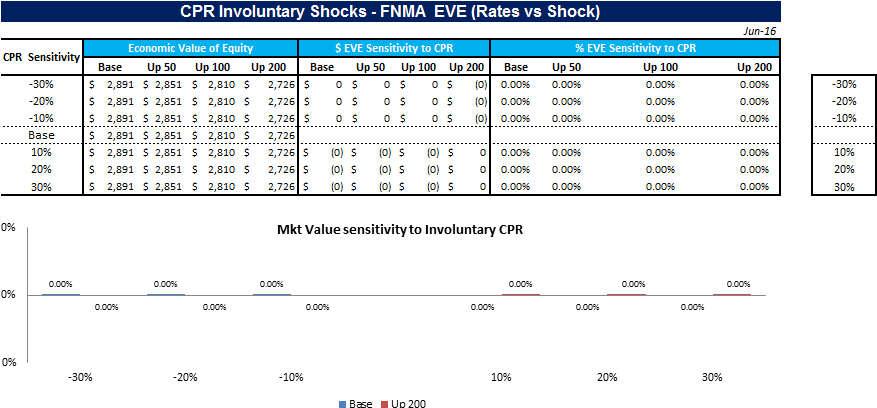 CPR Involuntary Shocks - FNMA EVE (Rates vs Shock)
Jun-16
CPR Sensitivity Economic Value of Equity $ EVE Sensitivity to CPR % EVE Sensitivity to CPR
Base Up 50 Up 100 Up 200 Base Up 50 Up 100 Up 200 Base Up 50 Up 100 Up 200
-30% $ 2,891 $ 2,851 $ 2,810 $ 2,726 $ 0 $ 0 $ 0 $ (0) 0.00% 0.00% 0.00% 0.00% -30%
-20% $ 2,891 $ 2,851 $ 2,810 $ 2,726 $ 0 $ 0 $ 0 $ (0) 0.00% 0.00% 0.00% 0.00% -20%
-10% $ 2,891 $ 2,851 $ 2,810 $ 2,726 $ 0 $ 0 $ 0 $ (0) 0.00% 0.00% 0.00% 0.00% -10%
Base $ 2,891 $ 2,851 $ 2,810 $ 2,726
10% $ 2,891 $ 2,851 $ 2,810 $ 2,726 $ (0) $ (0) $ (0) $ 0 0.00% 0.00% 0.00% 0.00% 10%
20% $ 2,891 $ 2,851 $ 2,810 $ 2,726 $ (0) $ (0) $ (0) $ 0 0.00% 0.00% 0.00% 0.00% 20%
30% $ 2,891 $ 2,851 $ 2,810 $ 2,726 $ (0) $ (0) $ (0) $ 0 0.00% 0.00% 0.00% 0.00% 30%
Mkt Value sensitivity to Involuntary CPR
0%
0.00% 0.00% 0.00% 0.00% 0.00% 0.00%
0%
0.00% 0.00% 0.00% 0.00% 0.00% 0.00%
0%
-30% -20% -10% 10% 20% 30%
Base Up 200